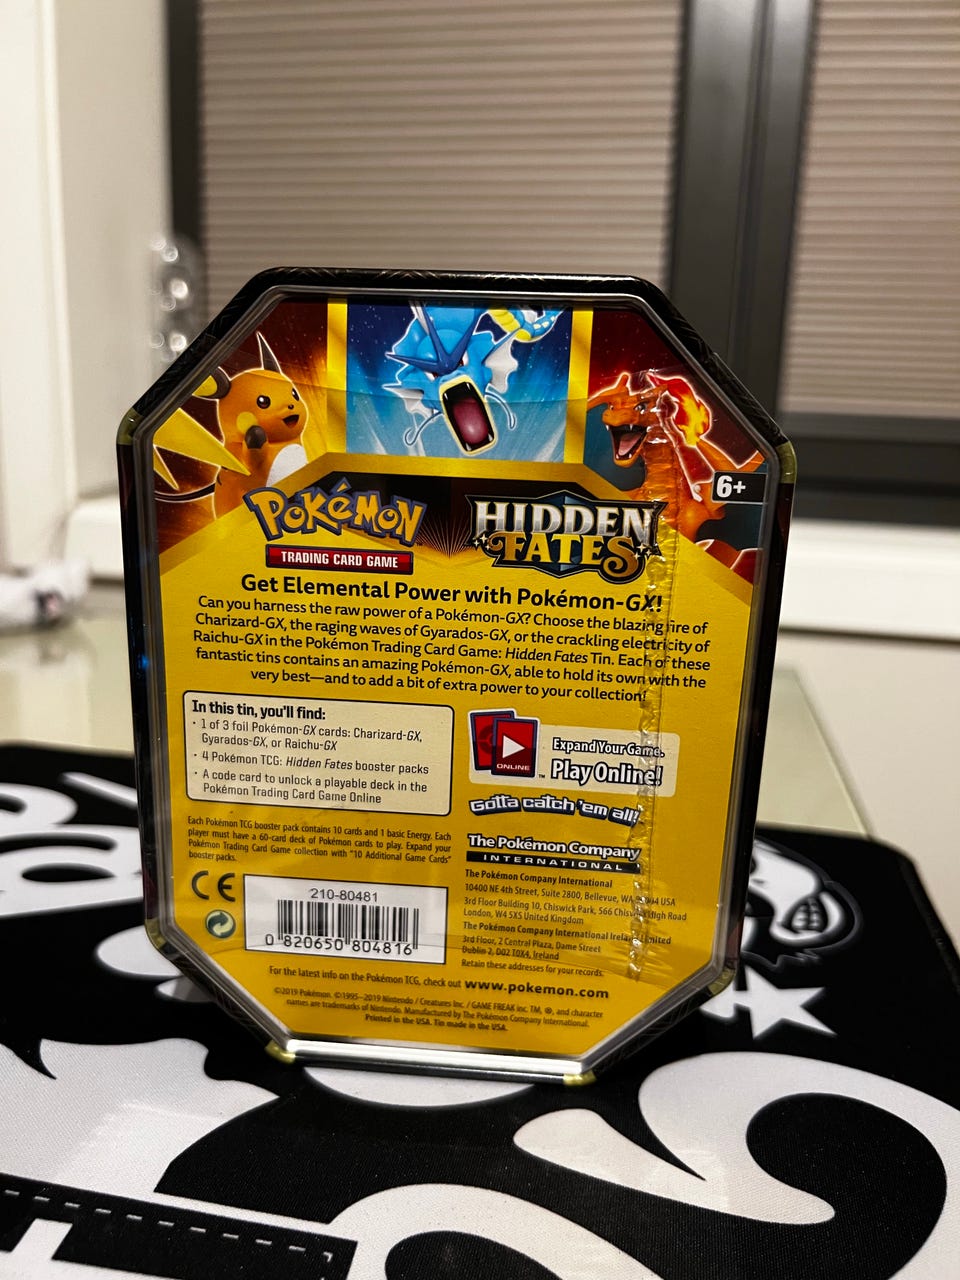 6+
POKéMON
TRADING CARD GAME
HIDDEN
FATES
Get Elemental Power with Pokémon-GX!
Can you harness the raw power of a Pokémon-GX? Choose the blazing fire of
Charizard-GX, the raging waves of Gyarados-GX, or the crackling electricity of
Raichu-GX in the Pokémon Trading Card Game: Hidden Fates Tin. Each of these
fantastic tins contains an amazing Pokémon-GX, able to hold its own with the
very best—and to add a bit of extra power to your collection!
In this tin, you'll find:
• 1 of 3 foil Pokémon-GX cards: Charizard-GX,
Gyarados-GX, or Raichu-GX
• 4 Pokémon TCG: Hidden Fates booster packs
• A code card to unlock a playable deck in the
Pokémon Trading Card Game Online
Each Pokémon TCG booster pack contains 10 cards and 1 basic Energy. Each
player must have a 60-card deck of Pokémon cards to play. Expand your
Pokémon Trading Card Game collection with "10 Additional Game Cards"
booster packs.
CE
210-80481
0 820650 804816
ONLINE
™
Expand Your Game.
Play Online!
Gotta catch 'em all!
The Pokémon Company
INTERNATIONAL
The Pokémon Company International
10400 NE 4th Street, Suite 2800, Bellevue, WA 98004 USA
3rd Floor Building 10, Chiswick Park, 566 Chiswick High Road
London, W4 5XS United Kingdom
The Pokémon Company International Ireland Limited
3rd Floor, 2 Central Plaza, Dame Street
Dublin 2, D02 T0X4, Ireland
Retain these addresses for your records.
For the latest info on the Pokémon TCG, check out www.pokemon.com
©2019 Pokémon. ©1995–2019 Nintendo / Creatures Inc. / GAME FREAK inc. TM, ®, and character
names are trademarks of Nintendo. Manufactured by The Pokémon Company International.
Printed in the USA. Tin made in the USA.